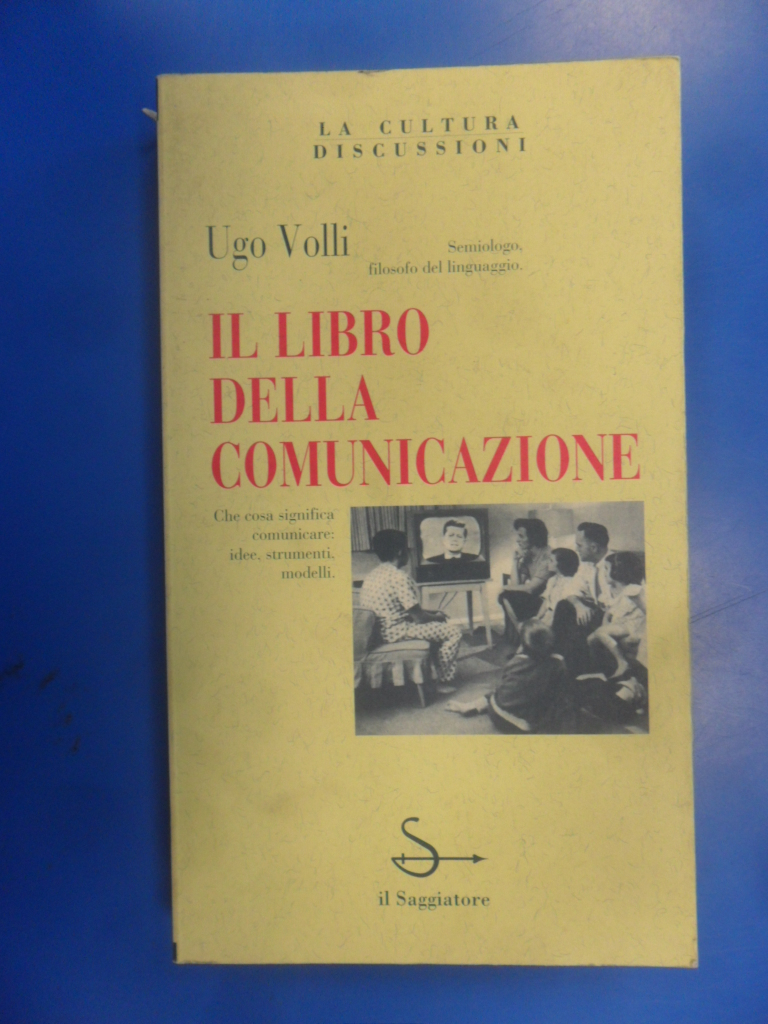 LA CULTURA
DISCUSSIONI
Ugo Volli
Semiologo,
filosofo del linguaggio.
IL LIBRO
DELLA
COMUNICAZIONE
Che cosa significa
comunicare:
idee, strumenti,
modelli.
il Saggiatore